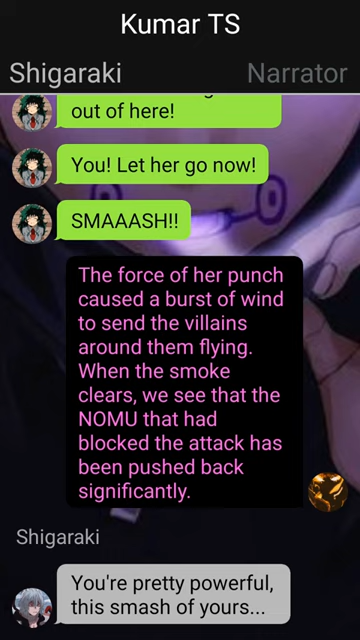 Kumar TS
Shigaraki
Narrator
out of here!
You! Let her go now!
SMAAASH!!
The force of her punch
caused a burst of wind
to send the villains
around them flying.
When the smoke
clears, we see that the
NOMU that had
blocked the attack has
been pushed back
significantly.
Shigaraki
You're pretty powerful,
this smash of yours...